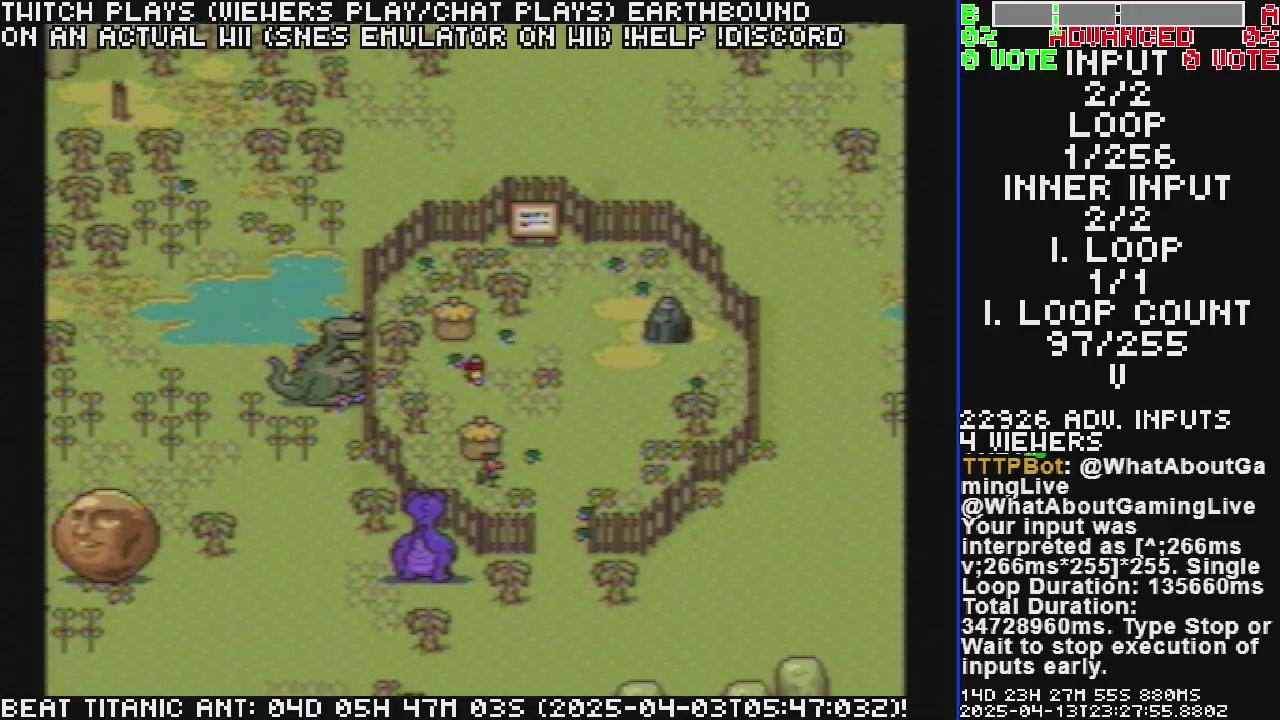 TWITCH PLAYS (VIEWERS PLAY/CHAT PLAYS) EARTHBOUND
ON AN ACTUAL WII (SNES EMULATOR ON WII) !HELP !DISCORD
B A
0% ADVANCED 0%
0 VOTE INPUT 0 VOTE
2/2
LOOP
1/256
INNER INPUT
2/2
I. LOOP
1/1
I. LOOP COUNT
97/255
V
22926 ADV. INPUTS
4 VIEWERS
TTTPBot: @WhatAboutGa
mingLive
@WhatAboutGamingLive
Your input was
interpreted as [^;266ms
v;266ms*255]*255. Single
Loop Duration: 135660ms
Total Duration:
34728960ms. Type Stop or
Wait to stop execution of
inputs early.
14D 23H 27M 55S 880MS
2025-04-13T23:27:55.880Z
BEAT TITANIC ANT: 04D 05H 47M 03S (2025-04-03T05:47:03Z)!